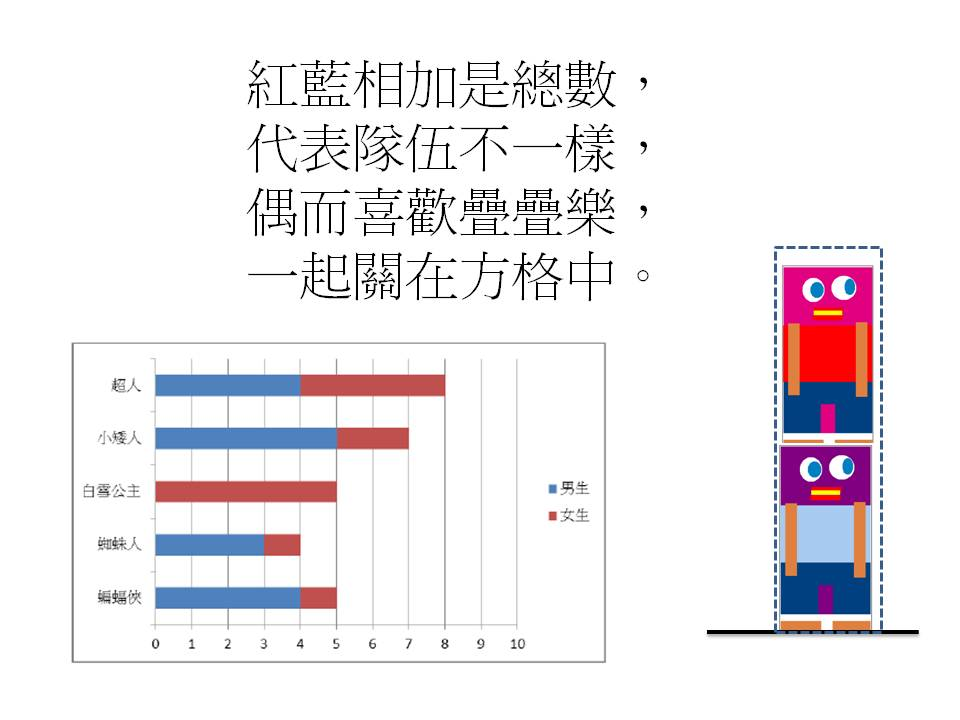 紅藍相加是總數，
代表隊伍不一樣，
偶而喜歡疊疊樂，
一起關在方格中。
超人
小矮人
白雪公主
蜘蛛人
蝙蝠俠
0 1 2 3 4 5 6 7 8 9 10
男生
女生